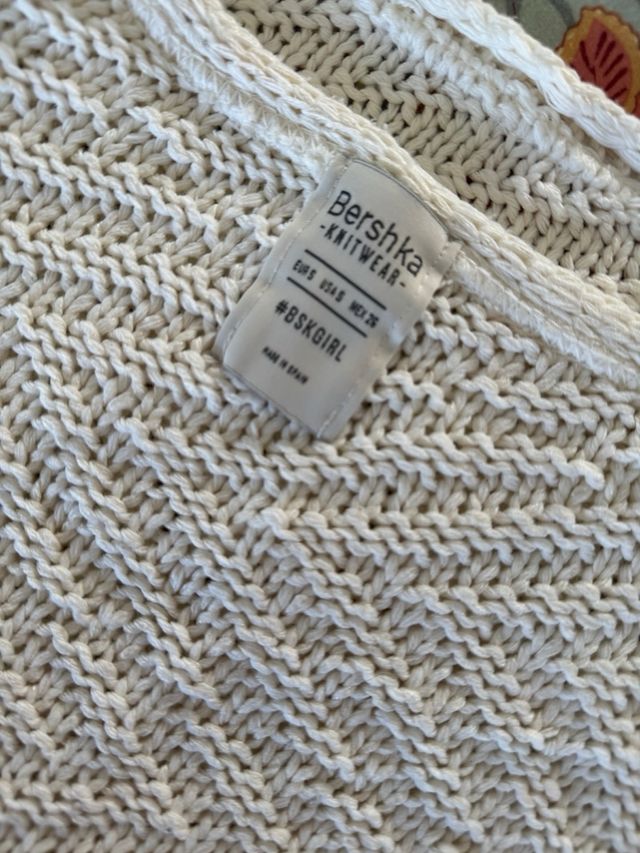 Bershka
-KNITWEAR-
EUR S USA S MEX 26
#BSKGIRL
MADE IN SPAIN